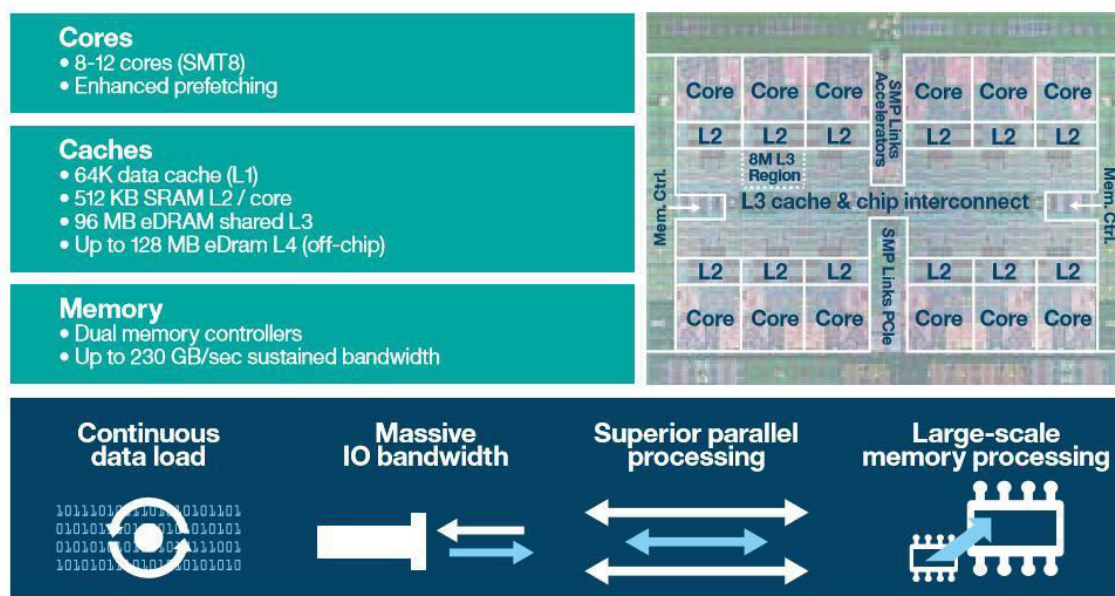 Cores
• 8-12 cores (SMT8)
• Enhanced prefetching
Caches
• 64K data cache (L1)
• 512 KB SRAM L2 / core
• 96 MB eDRAM shared L3
• Up to 128 MB eDram L4 (off-chip)
Memory
• Dual memory controllers
• Up to 230 GB/sec sustained bandwidth
Core Core Core Core Core Core
SMP Links
Accelerators
L2 L2 L2 L2 L2 L2
8M L3
Region
Mem. Ctrl.
L3 cache & chip interconnect
Mem. Ctrl.
SMP Links PCIe
L2 L2 L2 L2 L2 L2
Core Core Core Core Core Core
Continuous
data load
1011101011101010101101
0101011101010101010101
0101010101010101111001
1010101110101010101010
Massive
IO bandwidth
Superior parallel
processing
Large-scale
memory processing